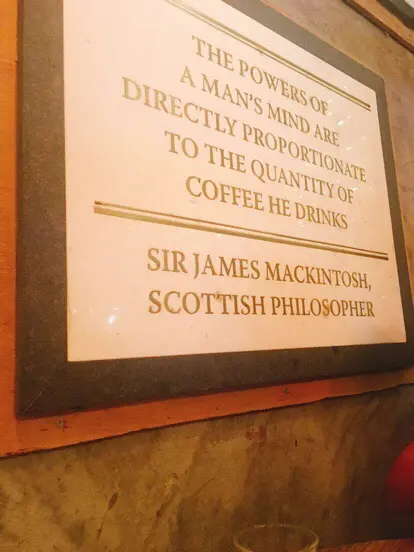 THE POWERS OF
A MAN'S MIND ARE
DIRECTLY PROPORTIONATE
TO THE QUANTITY OF
COFFEE HE DRINKS
SIR JAMES MACKINTOSH,
SCOTTISH PHILOSOPHER